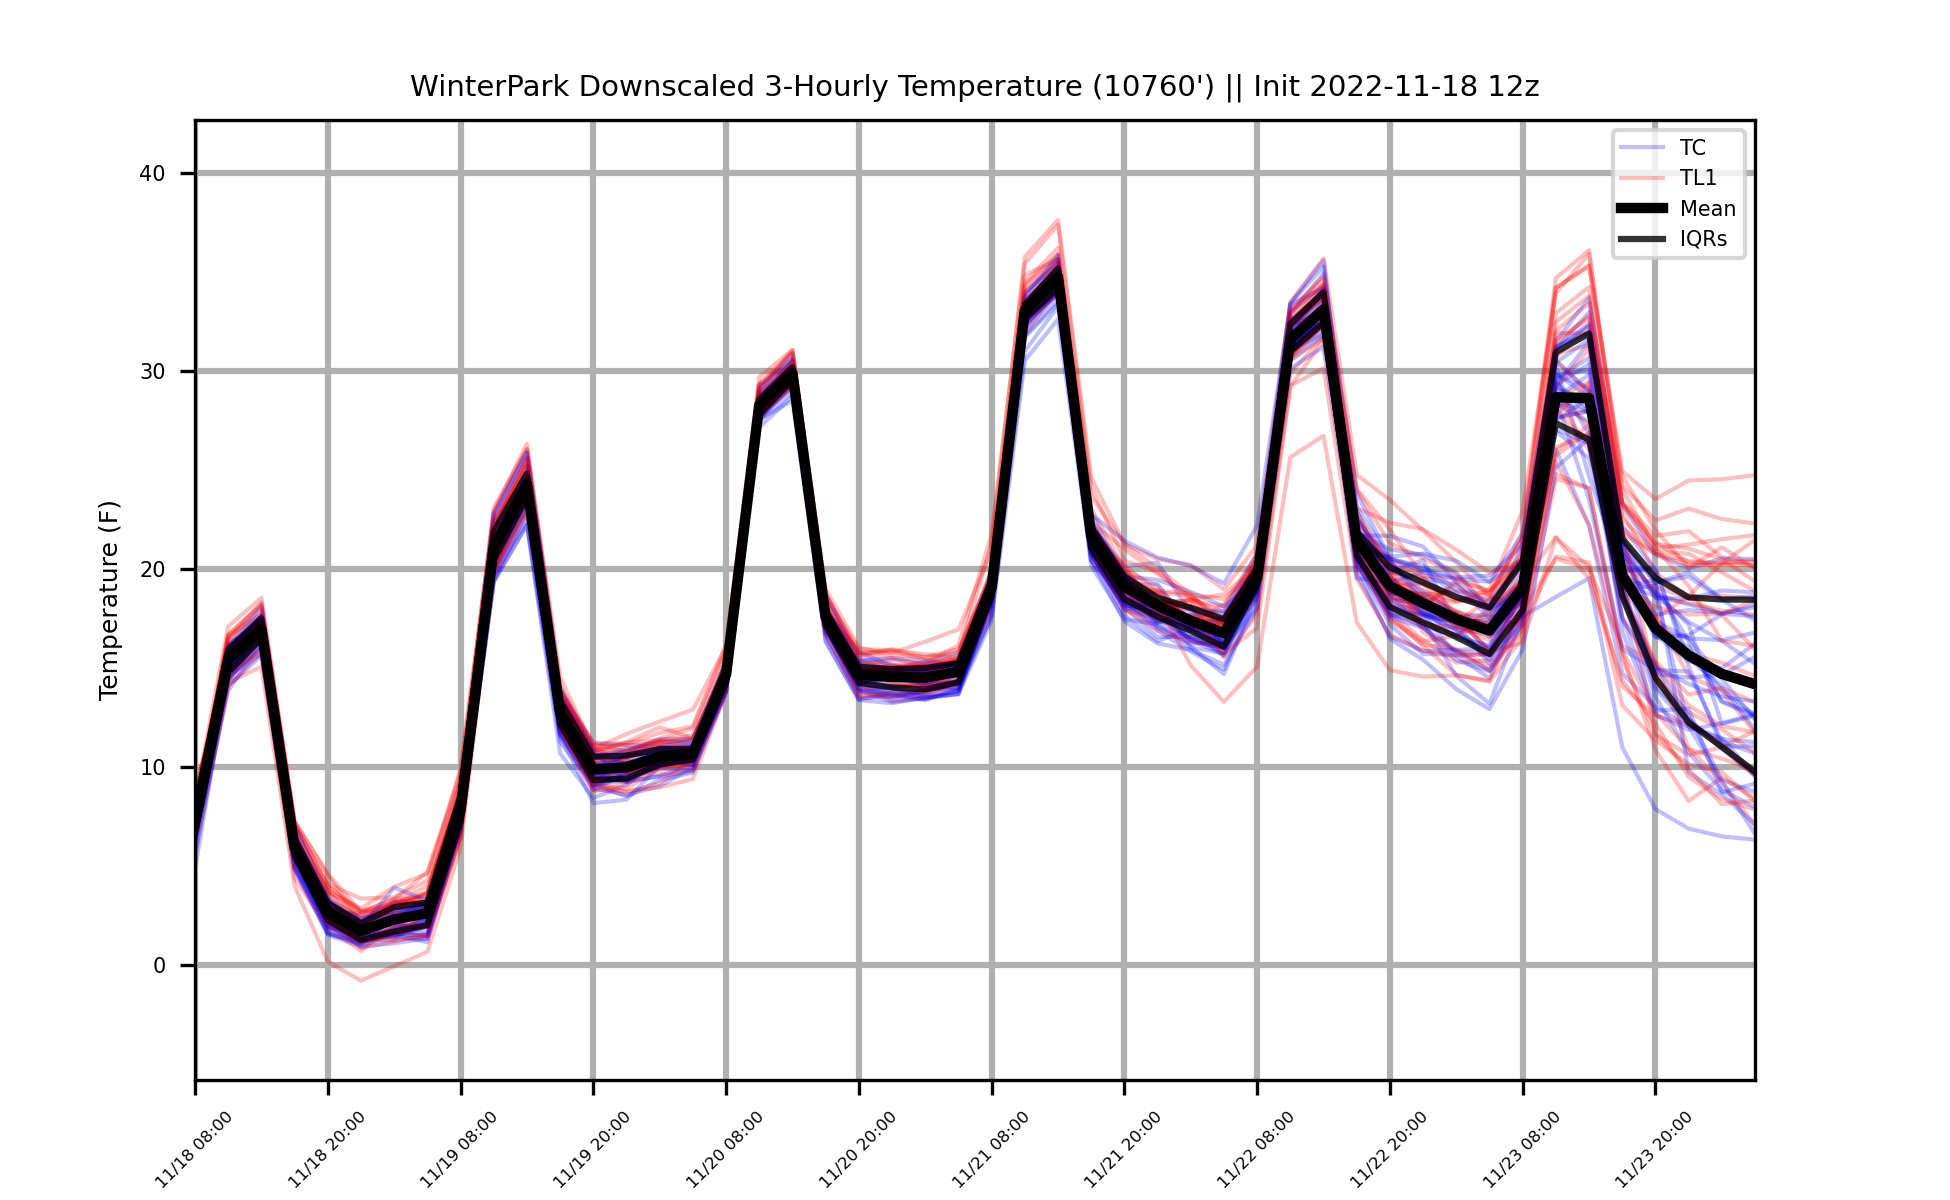 WinterPark Downscaled 3-Hourly Temperature (10760') || Init 2022-11-18 12z
TC
TL1
Mean
IQRs
Temperature (F)
40
30
20
10
0
11/18 08:00
11/18 20:00
11/19 08:00
11/19 20:00
11/20 08:00
11/20 20:00
11/21 08:00
11/21 20:00
11/22 08:00
11/22 20:00
11/23 08:00
11/23 20:00